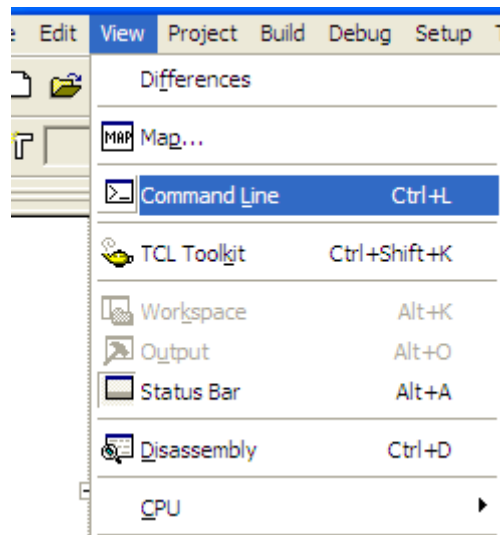 Edit View Project Build Debug Setup
Differences
MAP Map...
Command Line Ctrl+L
TCL Toolkit Ctrl+Shift+K
Workspace Alt+K
Output Alt+O
Status Bar Alt+A
Disassembly Ctrl+D
CPU